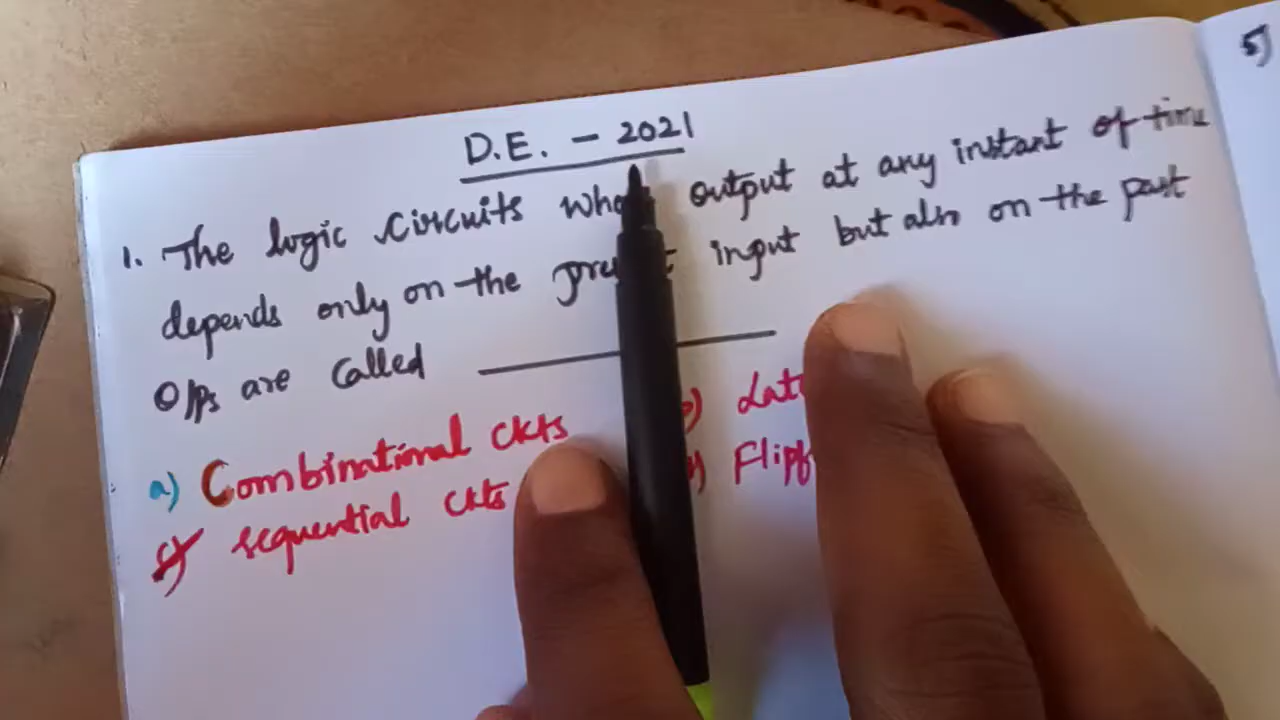 D.E. - 2021
5)
1. The logic circuits output at any instant of time
depends only on the input but also on the past
O/ps are called
a) Combinational ckts
c) sequential ckts